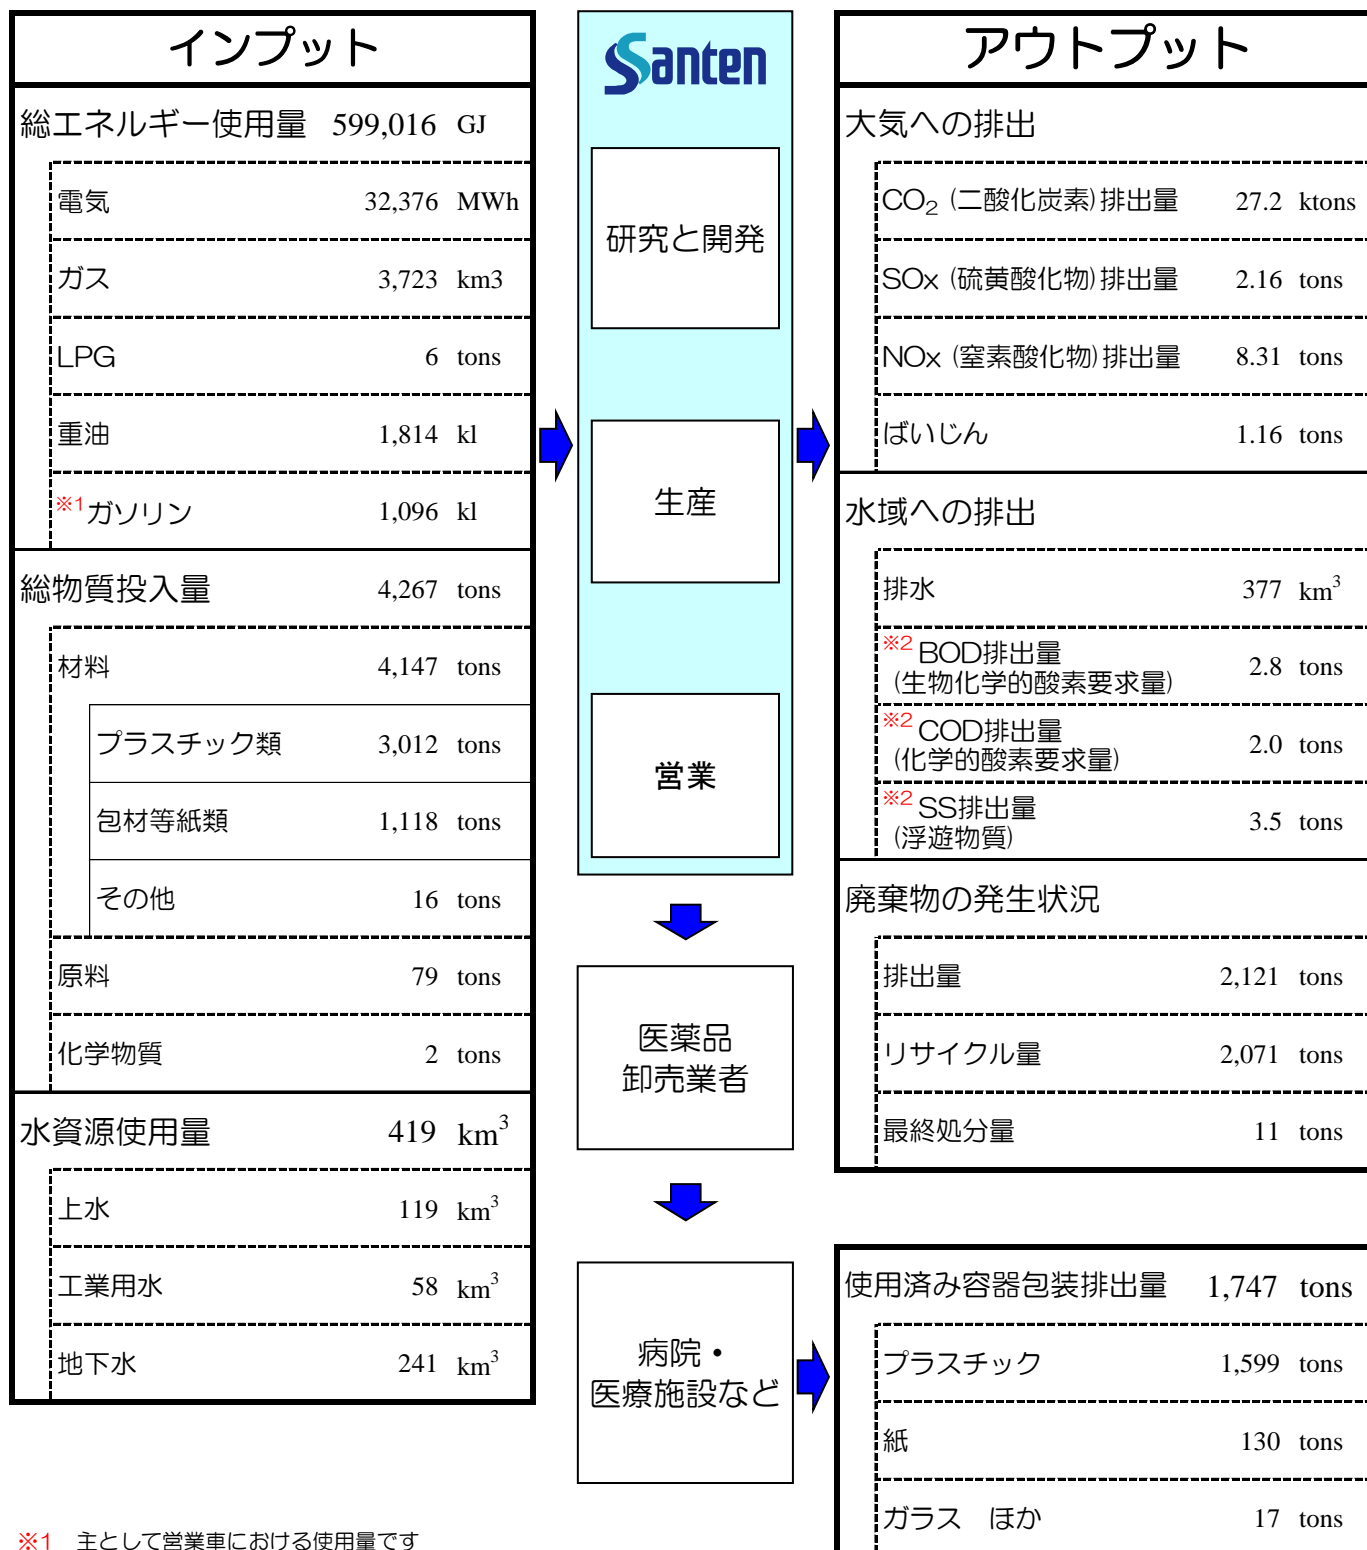 インプット
総エネルギー使用量 599,016 GJ
電気 32,376 MWh
ガス 3,723 km3
LPG 6 tons
重油 1,814 kl
※1 ガソリン 1,096 kl
総物質投入量 4,267 tons
材料 4,147 tons
プラスチック類 3,012 tons
包材等紙類 1,118 tons
その他 16 tons
原料 79 tons
化学物質 2 tons
水資源使用量 419 km³
上水 119 km³
工業用水 58 km³
地下水 241 km³
※1 主として営業車における使用量です
Santen
研究と開発
生産
営業
医薬品
卸売業者
病院・
医療施設など
アウトプット
大気への排出
CO₂ (二酸化炭素)排出量 27.2 ktons
SOx (硫黄酸化物)排出量 2.16 tons
NOx (窒素酸化物)排出量 8.31 tons
ばいじん 1.16 tons
水域への排出
排水 377 km³
※2 BOD排出量
(生物化学的酸素要求量) 2.8 tons
※2 COD排出量
(化学的酸素要求量) 2.0 tons
※2 SS排出量
(浮遊物質) 3.5 tons
廃棄物の発生状況
排出量 2,121 tons
リサイクル量 2,071 tons
最終処分量 11 tons
使用済み容器包装排出量 1,747 tons
プラスチック 1,599 tons
紙 130 tons
ガラス ほか 17 tons